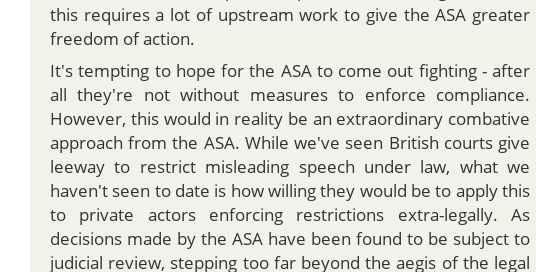 this requires a lot of upstream work to give the ASA greater
freedom of action.
It's tempting to hope for the ASA to come out fighting - after
all they're not without measures to enforce compliance.
However, this would in reality be an extraordinary combative
approach from the ASA. While we've seen British courts give
leeway to restrict misleading speech under law, what we
haven't seen to date is how willing they would be to apply this
to private actors enforcing restrictions extra-legally. As
decisions made by the ASA have been found to be subject to
judicial review, stepping too far beyond the aegis of the legal